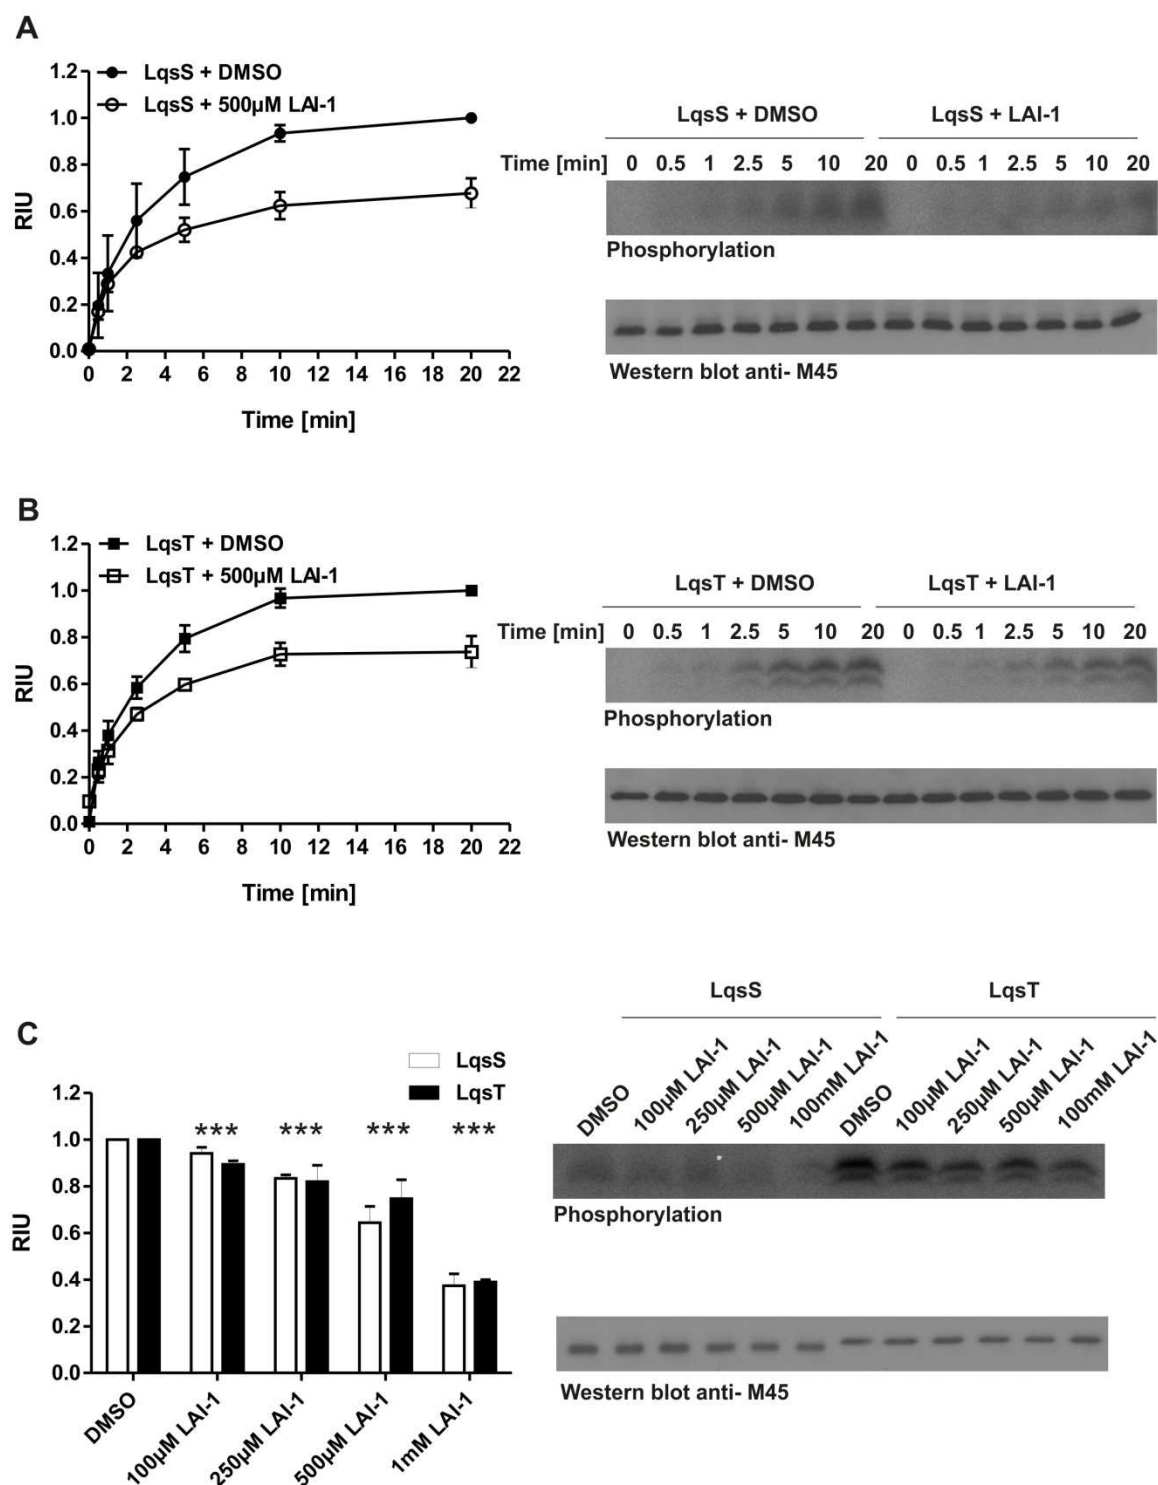 A
LqsS + DMSO
LqsS + 500µM LAI-1
1.2
1.0
0.8
0.6
0.4
0.2
0.0
RIU
0 2 4 6 8 10 12 14 16 18 20 22
Time [min]
LqsS + DMSO LqsS + LAI-1
Time [min] 0 0.5 1 2.5 5 10 20 0 0.5 1 2.5 5 10 20
Phosphorylation
Western blot anti- M45
B
LqsT + DMSO
LqsT + 500µM LAI-1
1.2
1.0
0.8
0.6
0.4
0.2
0.0
RIU
0 2 4 6 8 10 12 14 16 18 20 22
Time [min]
LqsT + DMSO LqsT + LAI-1
Time [min] 0 0.5 1 2.5 5 10 20 0 0.5 1 2.5 5 10 20
Phosphorylation
Western blot anti- M45
C
LqsS
LqsT
1.2
1.0
0.8
0.6
0.4
0.2
0.0
RIU
*** *** *** ***
DMSO
100µM LAI-1
250µM LAI-1
500µM LAI-1
1mM LAI-1
LqsS LqsT
DMSO
100µM LAI-1
250µM LAI-1
500µM LAI-1
100mM LAI-1
DMSO
100µM LAI-1
250µM LAI-1
500µM LAI-1
100mM LAI-1
Phosphorylation
Western blot anti- M45